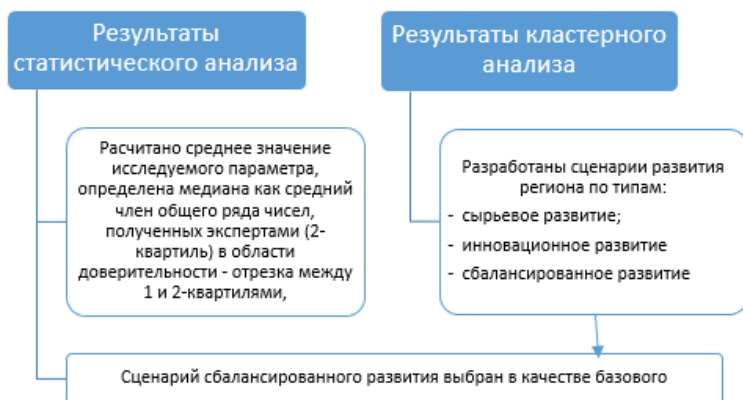 Результаты
статистического анализа
Результаты кластерного
анализа
Расчитано среднее значение
исследуемого параметра,
определена медиана как средний
член общего ряда чисел,
полученных экспертами (2-
квартиль) в области
доверительности - отрезка между
1 и 2-квартилями,
Разработаны сценарии развития
региона по типам:
- сырьевое развитие;
- инновационное развитие
- сбалансированное развитие
Сценарий сбалансированного развития выбран в качестве базового